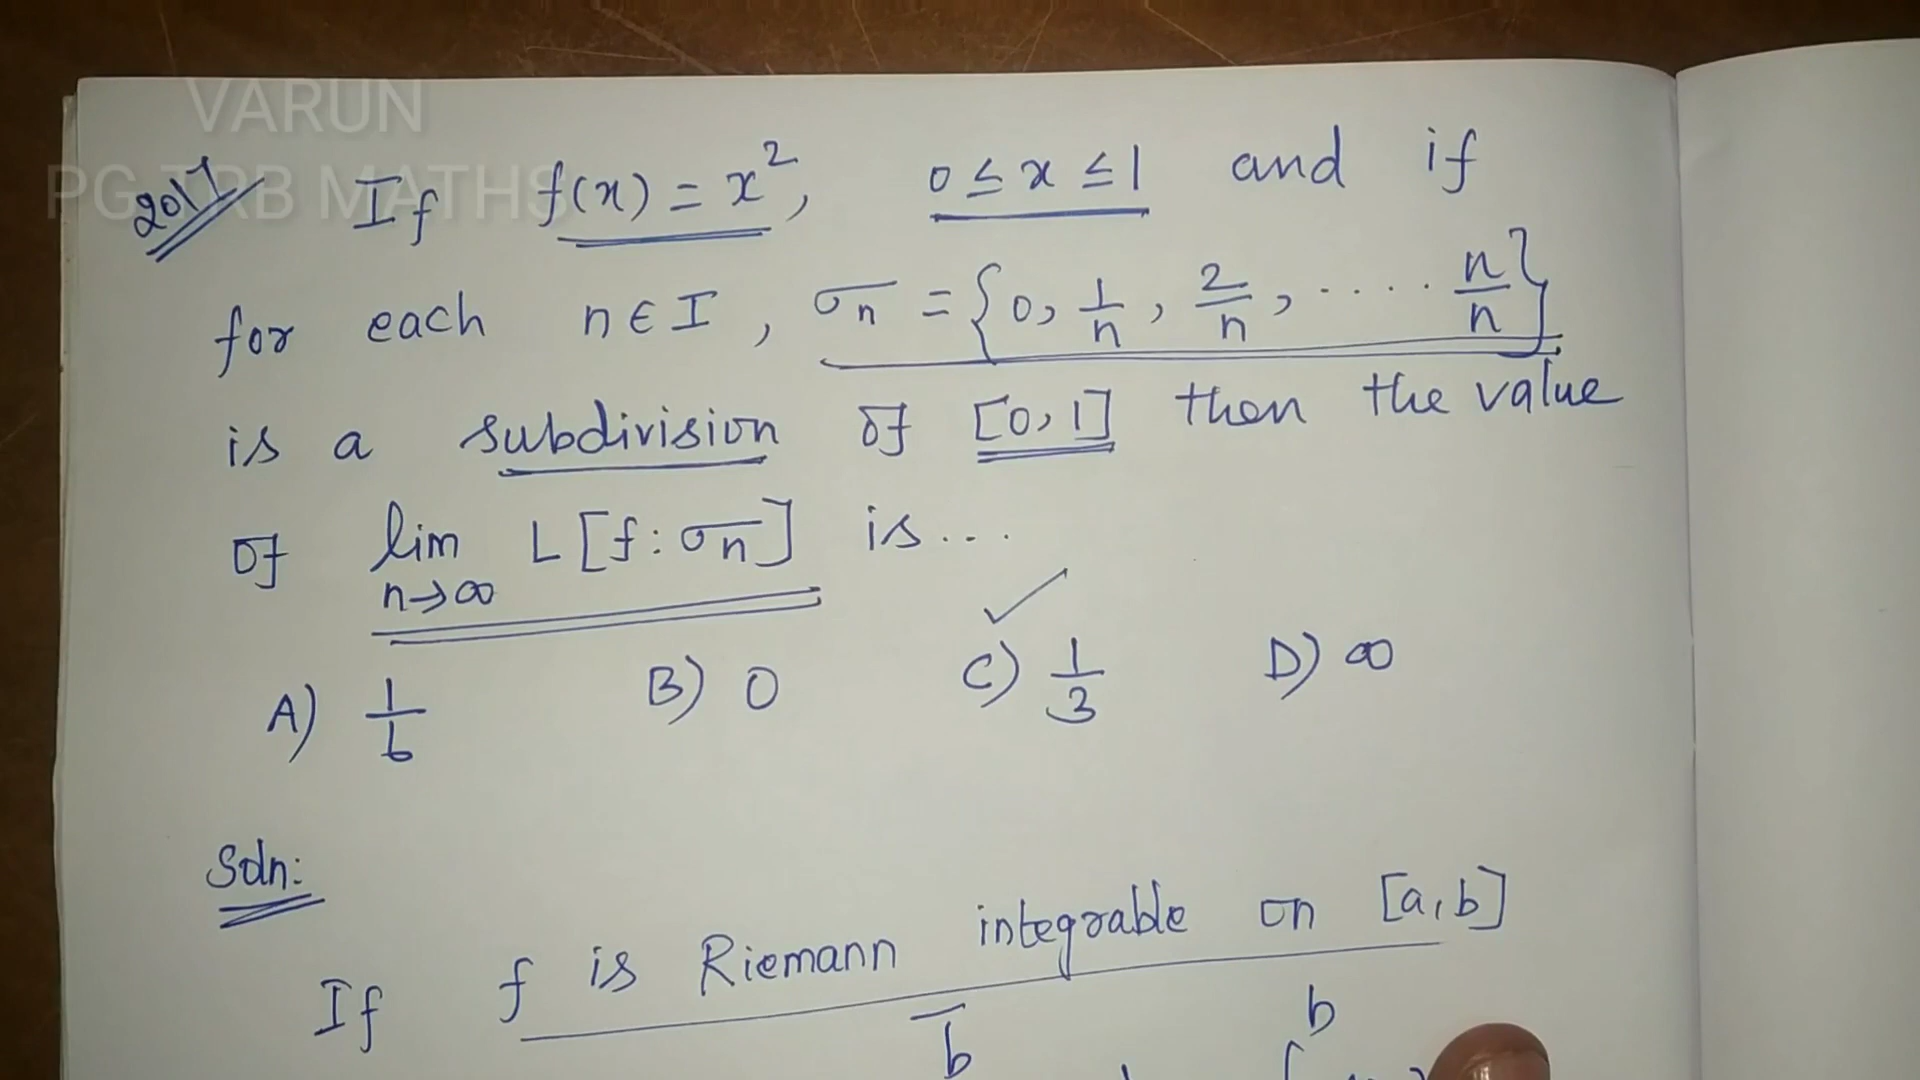 VARUN
PG TRB MATHS
2017 If f(x) = x², 0 ≤ x ≤ 1 and if
for each n ∈ I, σn = {0, 1/n, 2/n, .... n/n}
is a subdivision of [0,1] then the value
of lim n→∞ L[f:σn] is...
✓
A) 1/6 B) 0 C) 1/3 D) ∞
Soln:
If f is Riemann integrable on [a,b]
b b